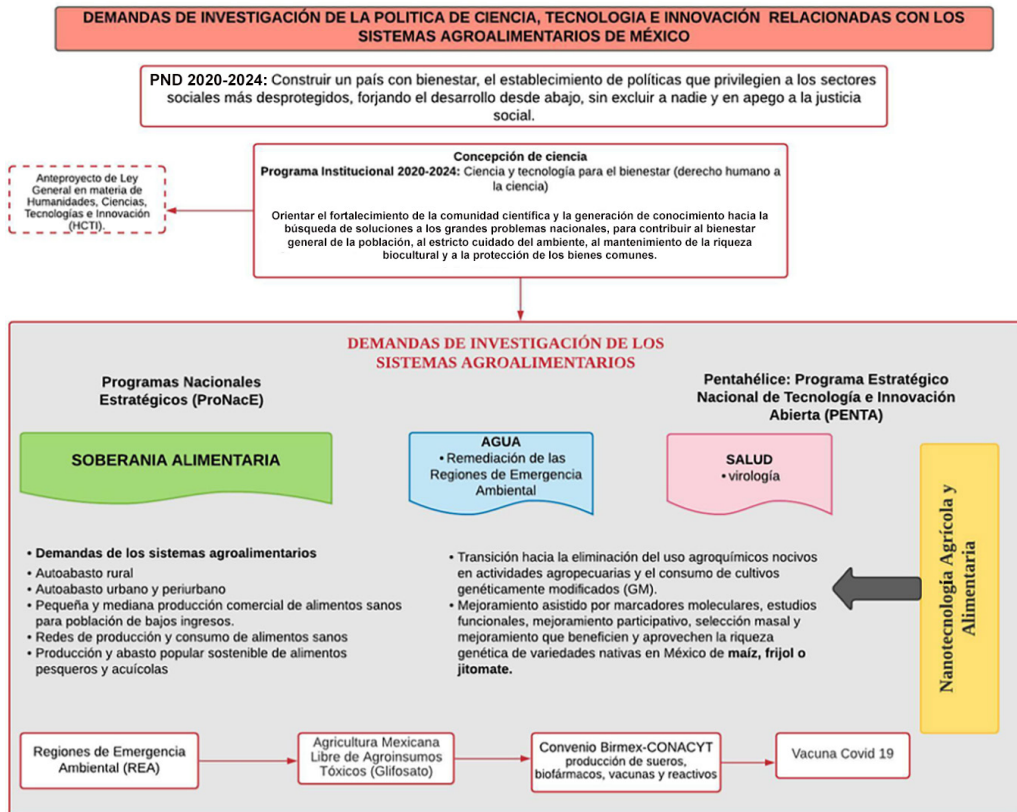 DEMANDAS DE INVESTIGACIÓN DE LA POLITICA DE CIENCIA, TECNOLOGIA E INNOVACIÓN RELACIONADAS CON LOS
SISTEMAS AGROALIMENTARIOS DE MÉXICO
PND 2020-2024: Construir un país con bienestar, el establecimiento de políticas que privilegien a los sectores
sociales más desprotegidos, forjando el desarrollo desde abajo, sin excluir a nadie y en apego a la justicia
social.
Concepción de ciencia
Programa Institucional 2020-2024: Ciencia y tecnología para el bienestar (derecho humano a
la ciencia)
Orientar el fortalecimiento de la comunidad científica y la generación de conocimiento hacia la
búsqueda de soluciones a los grandes problemas nacionales, para contribuir al bienestar
general de la población, al estricto cuidado del ambiente, al mantenimiento de la riqueza
biocultural y a la protección de los bienes comunes.
Anteproyecto de Ley
General en materia de
Humanidades, Ciencias,
Tecnologías e Innovación
(HCTI).
DEMANDAS DE INVESTIGACIÓN DE LOS
SISTEMAS AGROALIMENTARIOS
Programas Nacionales
Estratégicos (ProNacE)
Pentahélice: Programa Estratégico
Nacional de Tecnología e Innovación
Abierta (PENTA)
SOBERANIA ALIMENTARIA
AGUA
• Remediación de las
Regiones de Emergencia
Ambiental
SALUD
• virología
Nanotecnología Agrícola y
Alimentaria
• Demandas de los sistemas agroalimentarios
• Autoabasto rural
• Autoabasto urbano y periurbano
• Pequeña y mediana producción comercial de alimentos sanos
para población de bajos ingresos.
• Redes de producción y consumo de alimentos sanos
• Producción y abasto popular sostenible de alimentos
pesqueros y acuícolas
• Transición hacia la eliminación del uso agroquímicos nocivos
en actividades agropecuarias y el consumo de cultivos
genéticamente modificados (GM).
• Mejoramiento asistido por marcadores moleculares, estudios
funcionales, mejoramiento participativo, selección masal y
mejoramiento que beneficien y aprovechen la riqueza
genética de variedades nativas en México de maíz, frijol o
jitomate.
Regiones de Emergencia
Ambiental (REA)
Agricultura Mexicana
Libre de Agroinsumos
Tóxicos (Glifosato)
Convenio Birmex-CONACYT
producción de sueros,
biofármacos, vacunas y reactivos
Vacuna Covid 19